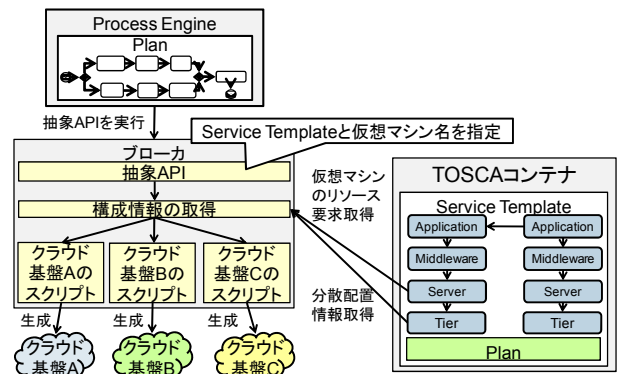 Process Engine
Plan
抽象APIを実行
Service Templateと仮想マシン名を指定
ブローカ
抽象API
構成情報の取得
クラウド
基盤Aの
スクリプト
クラウド
基盤Bの
スクリプト
クラウド
基盤Cの
スクリプト
生成
生成
生成
クラウド
基盤A)
クラウド
基盤B)
クラウド
基盤C)
仮想マシン
のリソース
要求取得
分散配置
情報取得
TOSCAコンテナ
Service Template
Application
Application
Middleware
Middleware
Server
Server
Tier
Tier
Plan